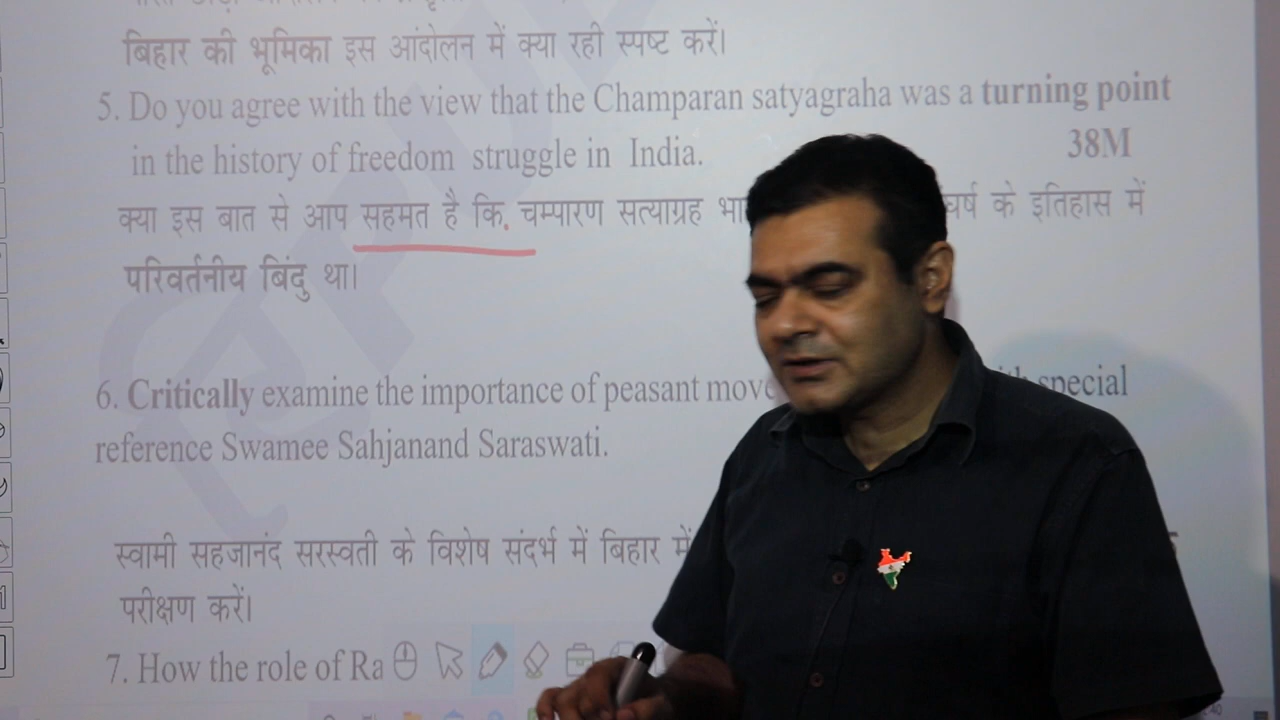 बिहार की भूमिका इस आंदोलन में क्या रही स्पष्ट करें।
5. Do you agree with the view that the Champaran satyagraha was a turning point
in the history of freedom struggle in India. 38M
क्या इस बात से आप सहमत है कि. चम्पारण सत्याग्रह के इतिहास में
परिवर्तनीय बिंदु था।
6. Critically examine the importance of peasant special
reference Swamee Sahjanand Saraswati.
स्वामी सहजानंद सरस्वती के विशेष संदर्भ में बिहार में
परीक्षण करें।
7. How the role of Ra